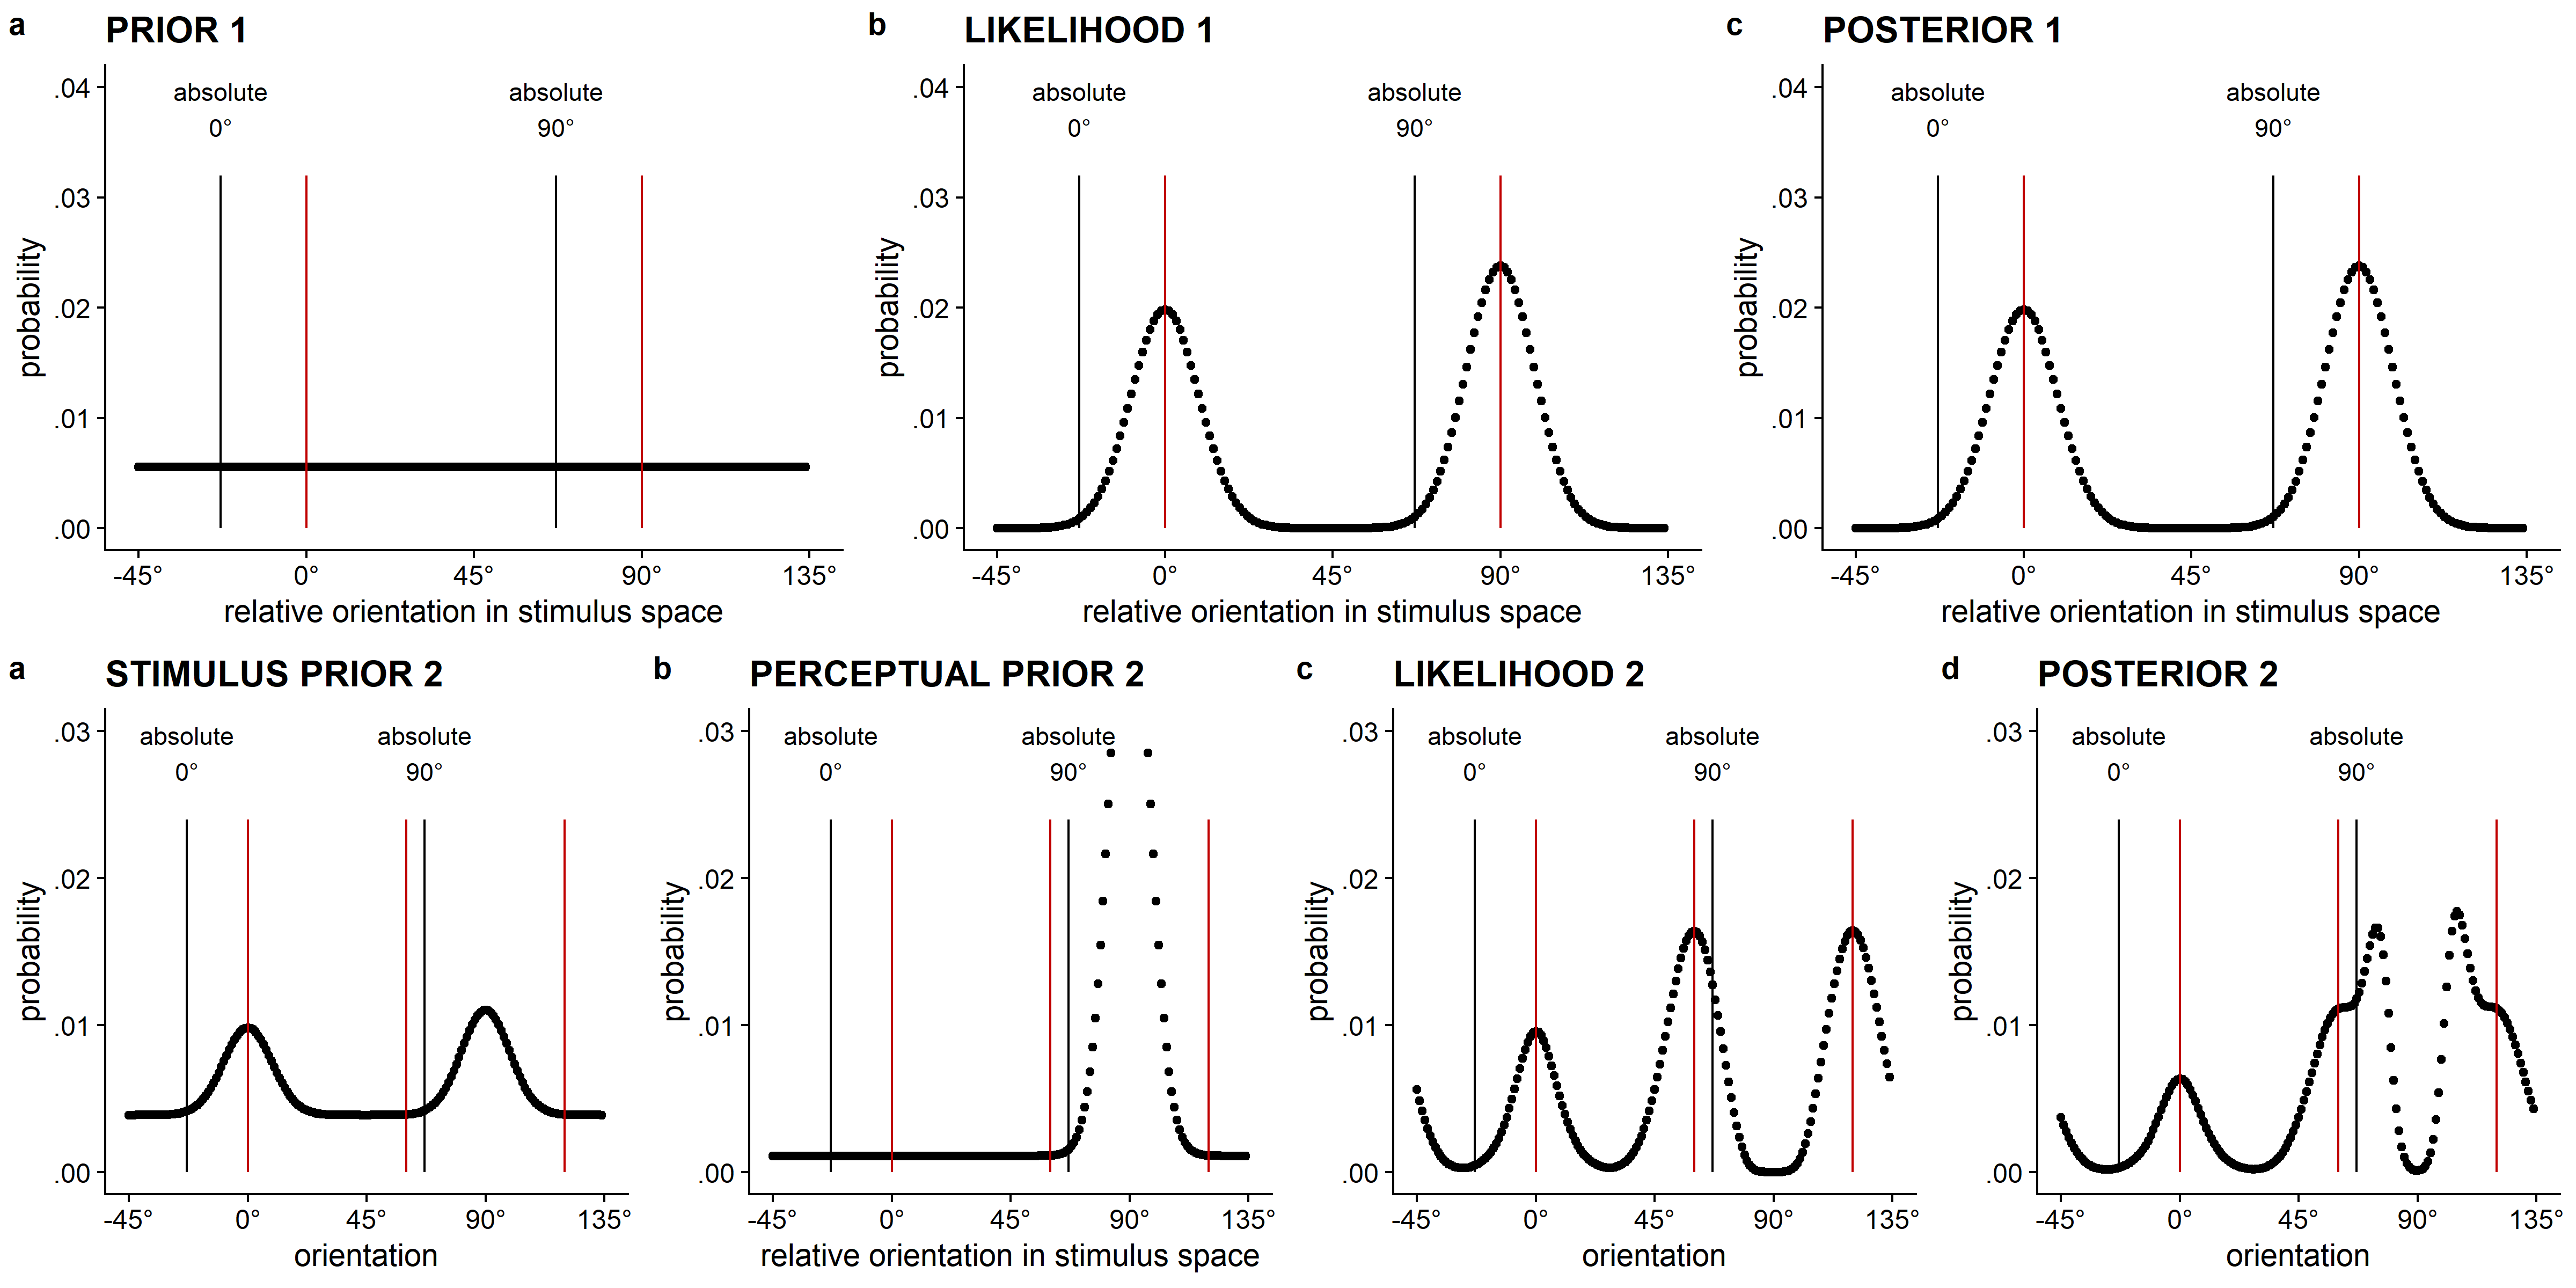 a PRIOR 1
absolute
0°
absolute
90°
.04
.03
.02
.01
.00
probability
-45° 0° 45° 90° 135°
relative orientation in stimulus space
b LIKELIHOOD 1
absolute
0°
absolute
90°
.04
.03
.02
.01
.00
probability
-45° 0° 45° 90° 135°
relative orientation in stimulus space
c POSTERIOR 1
absolute
0°
absolute
90°
.04
.03
.02
.01
.00
probability
-45° 0° 45° 90° 135°
relative orientation in stimulus space
a STIMULUS PRIOR 2
absolute
0°
absolute
90°
.03
.02
.01
.00
probability
-45° 0° 45° 90° 135°
orientation
b PERCEPTUAL PRIOR 2
absolute
0°
absolute
90°
.03
.02
.01
.00
probability
-45° 0° 45° 90° 135°
relative orientation in stimulus space
c LIKELIHOOD 2
absolute
0°
absolute
90°
.03
.02
.01
.00
probability
-45° 0° 45° 90° 135°
orientation
d POSTERIOR 2
absolute
0°
absolute
90°
.03
.02
.01
.00
probability
-45° 0° 45° 90° 135°
orientation